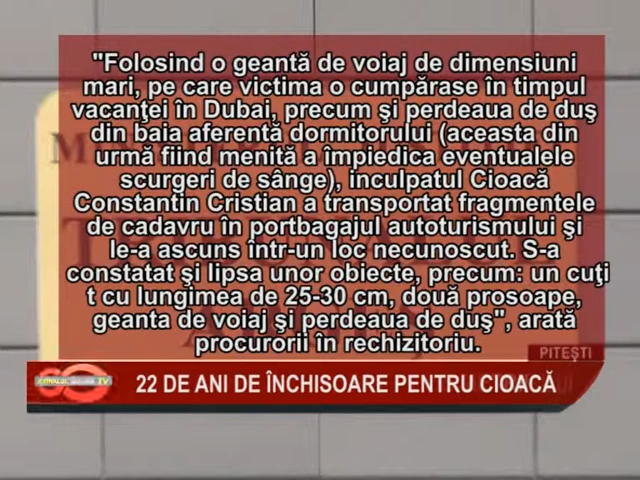 "Folosind o geantă de voiaj de dimensiuni
mari, pe care victima o cumpărase în timpul
vacanţei în Dubai, precum şi perdeaua de duş
din baia aferentă dormitorului (aceasta din
urmă fiind menită a împiedica eventualele
scurgeri de sânge), inculpatul Cioacă
Constantin Cristian a transportat fragmentele
de cadavru în portbagajul autoturismului şi
le-a ascuns într-un loc necunoscut. S-a
constatat şi lipsa unor obiecte, precum: un cuţi
t cu lungimea de 25-30 cm, două prosoape,
geanta de voiaj şi perdeaua de duş", arată
procurorii în rechizitoriu.
PITEŞTI
22 DE ANI DE ÎNCHISOARE PENTRU CIOACĂ